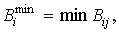 B_i^min = min B_ij,